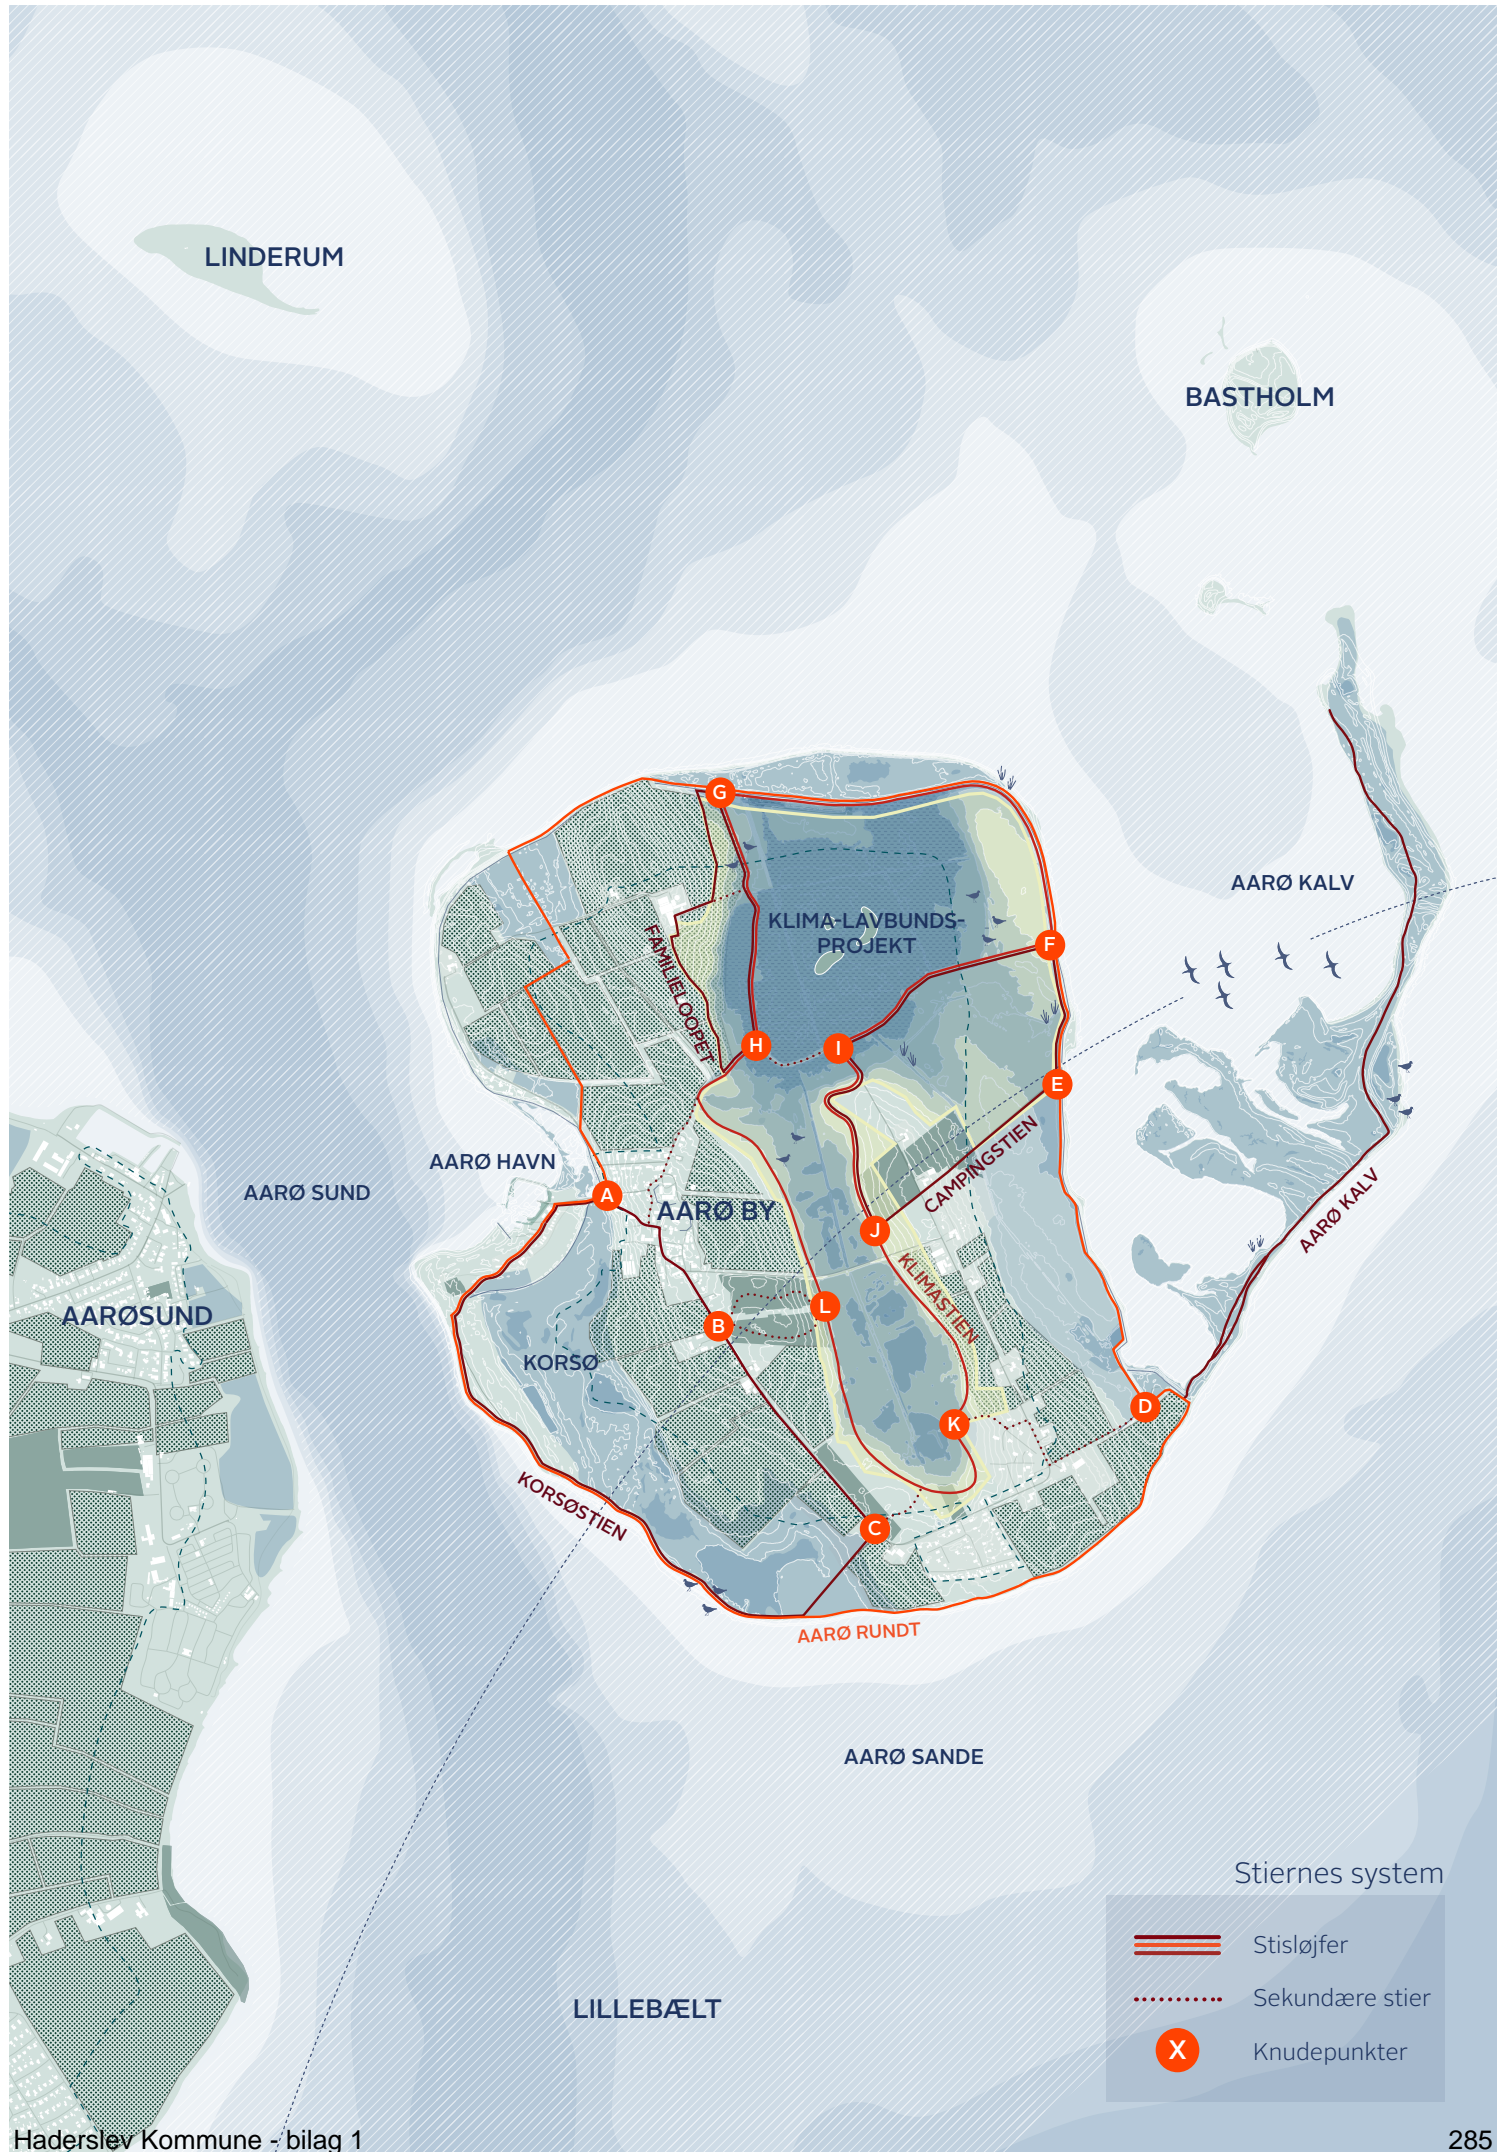 LINDERUM
BASTHOLM
G
KLIMA-LAVBUNDS-
PROJEKT
AARØ KALV
F
FAMILIELOOPET
H
I
E
AARØ HAVN
AARØ SUND
A
AARØ BY
CAMPINGSTIEN
J
AARØ KALV
KLIMASTIEN
L
AARØSUND
B
KORSØ
D
K
KORSØSTIEN
C
AARØ RUNDT
AARØ SANDE
LILLEBÆLT
Stiernes system
Stisløjfer
Sekundære stier
X
Knudepunkter
Haderslev Kommune - bilag 1
285